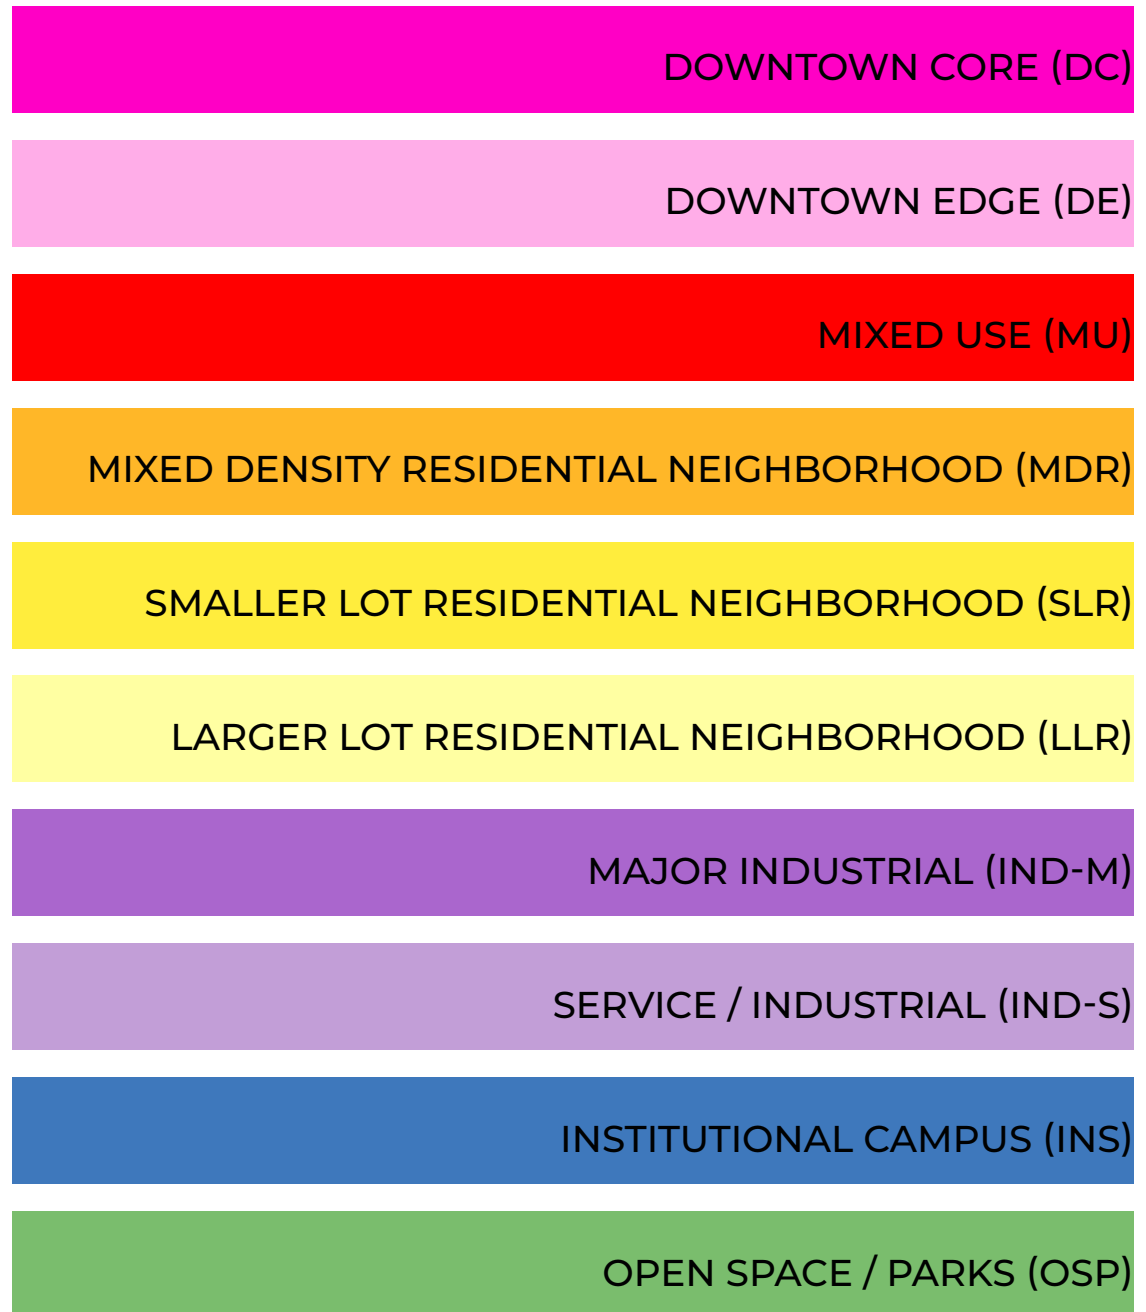 DOWNTOWN CORE (DC)
DOWNTOWN EDGE (DE)
MIXED USE (MU)
MIXED DENSITY RESIDENTIAL NEIGHBORHOOD (MDR)
SMALLER LOT RESIDENTIAL NEIGHBORHOOD (SLR)
LARGER LOT RESIDENTIAL NEIGHBORHOOD (LLR)
MAJOR INDUSTRIAL (IND-M)
SERVICE / INDUSTRIAL (IND-S)
INSTITUTIONAL CAMPUS (INS)
OPEN SPACE / PARKS (OSP)